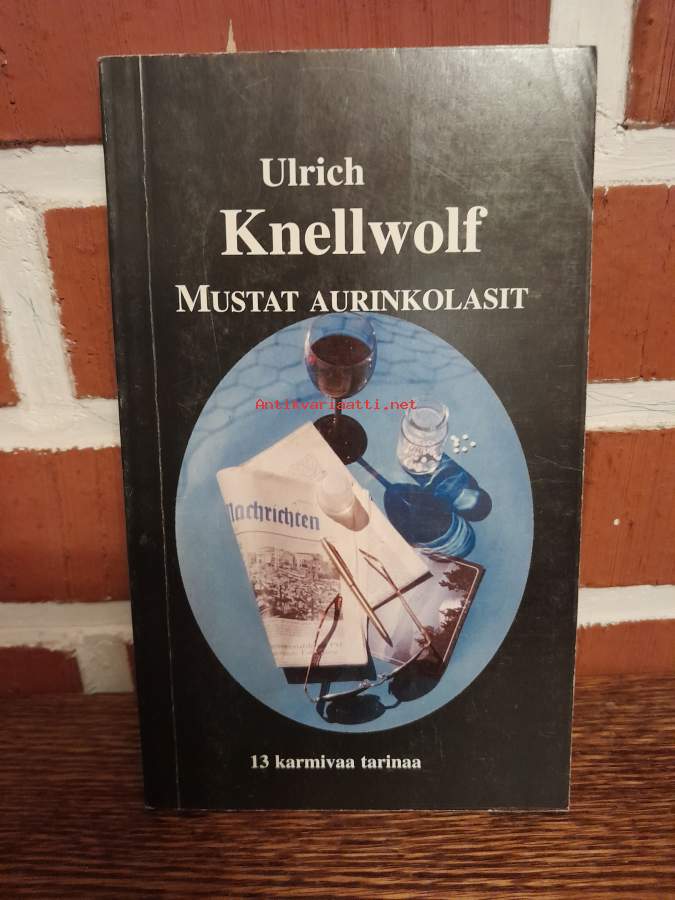 Ulrich
Knellwolf
MUSTAT AURINKOLASIT
Antikvariaatti.net
Nachrichten
13 karmivaa tarinaa